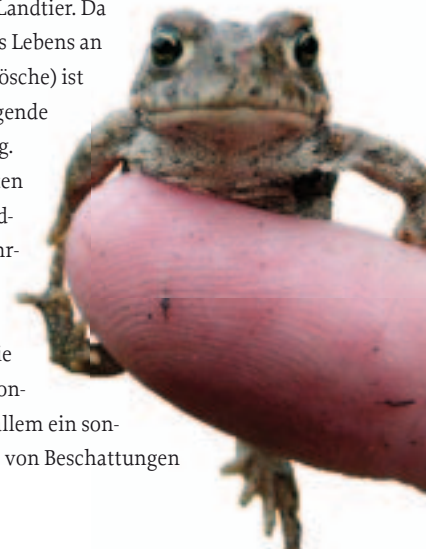 Landtier. Da
s Lebens an
ösche) ist
gende
g.
en
d-
hr-
e
on-
llem ein son-
von Beschattungen